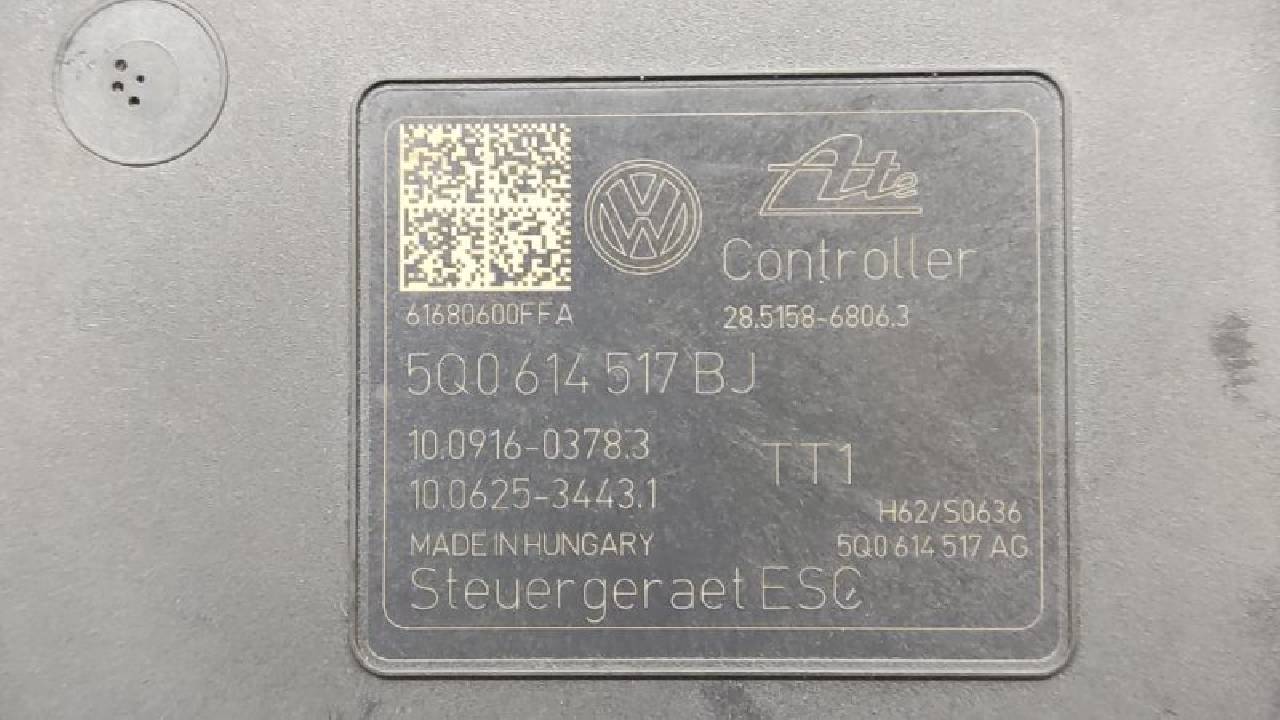 VW
Ate
Controller
61680600FFA
28.5158-6806.3
5Q0 614 517 BJ
10.0916-0378.3
TT1
10.0625-3443.1
H62/S0636
MADE IN HUNGARY
5Q0 614 517 AG
Steuergeraet ESC